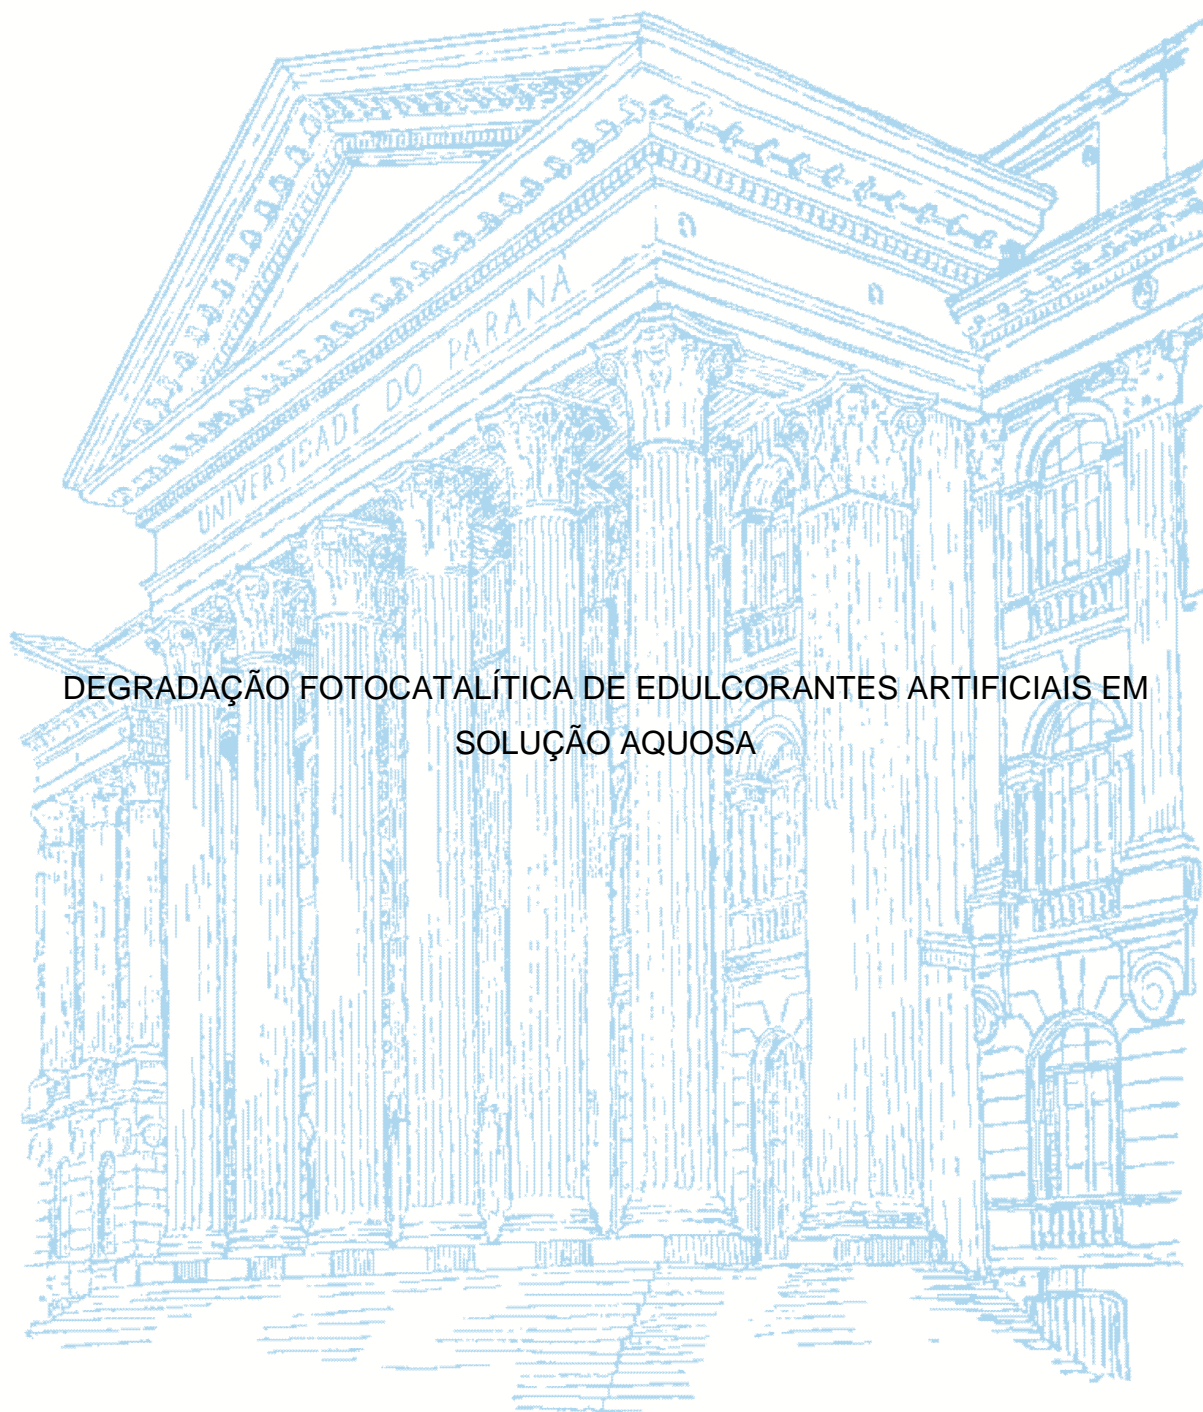 UNIVERSIDADE DO PARANÁ
DEGRADAÇÃO FOTOCATALÍTICA DE EDULCORANTES ARTIFICIAIS EM
SOLUÇÃO AQUOSA